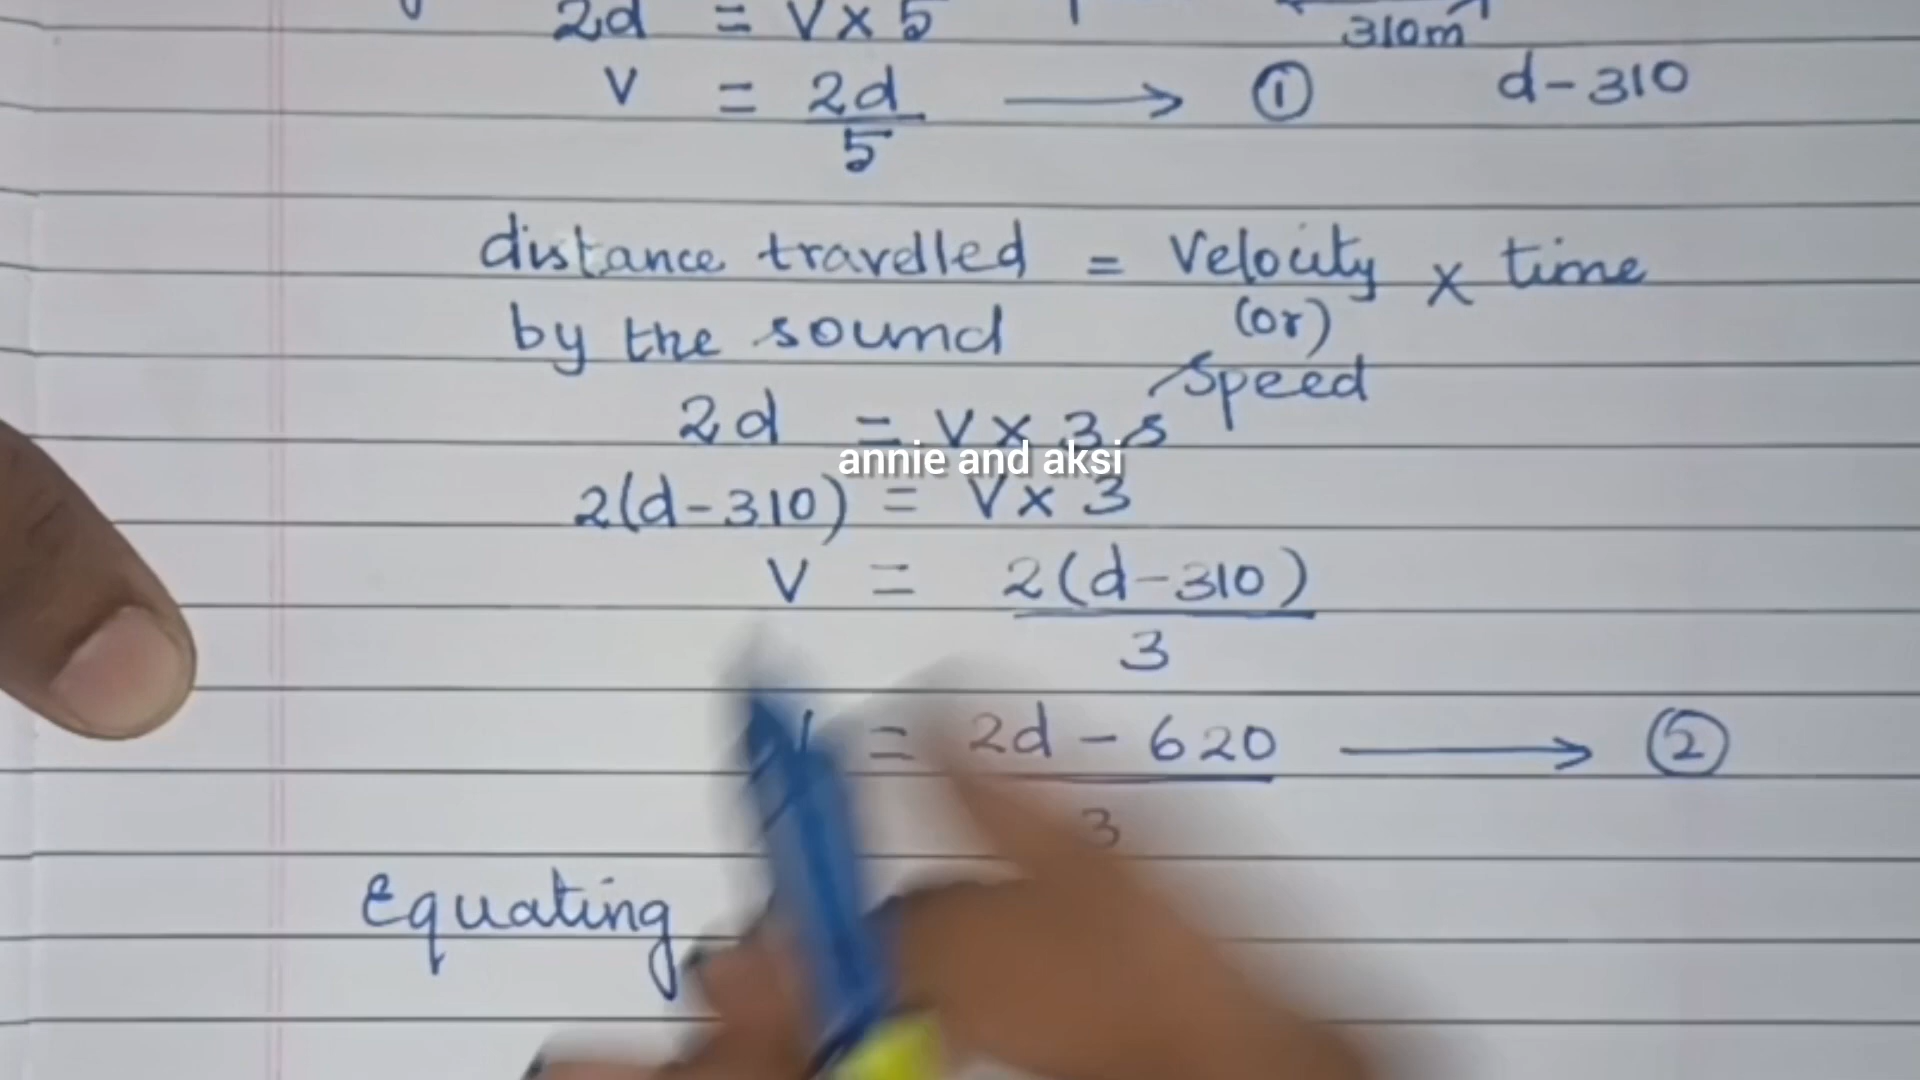 2d = V x 5
310m
V = 2d/5 → ① d-310
distance travelled = Velocity x time
by the sound (or)
Speed
2d = V x 3 s
annie and aksi
2(d-310) = V x 3
V = 2(d-310)/3
= 2d - 620/3 → ②
Equating